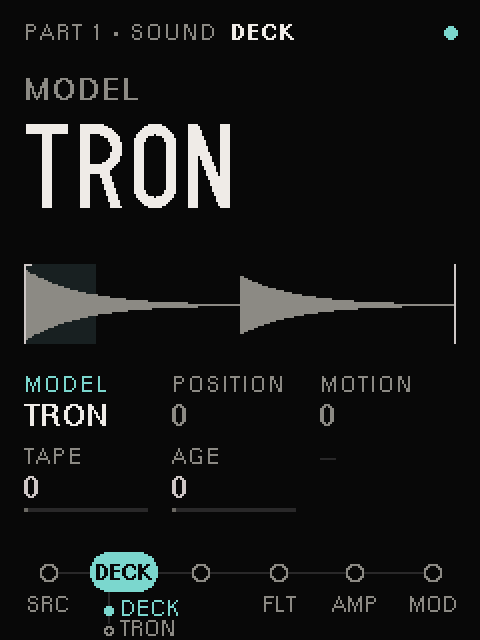 PART 1 · SOUND DECK
MODEL
TRON
MODEL POSITION MOTION
TRON 0 0
TAPE AGE —
0 0
DECK
SRC FLT AMP MOD
DECK
TRON